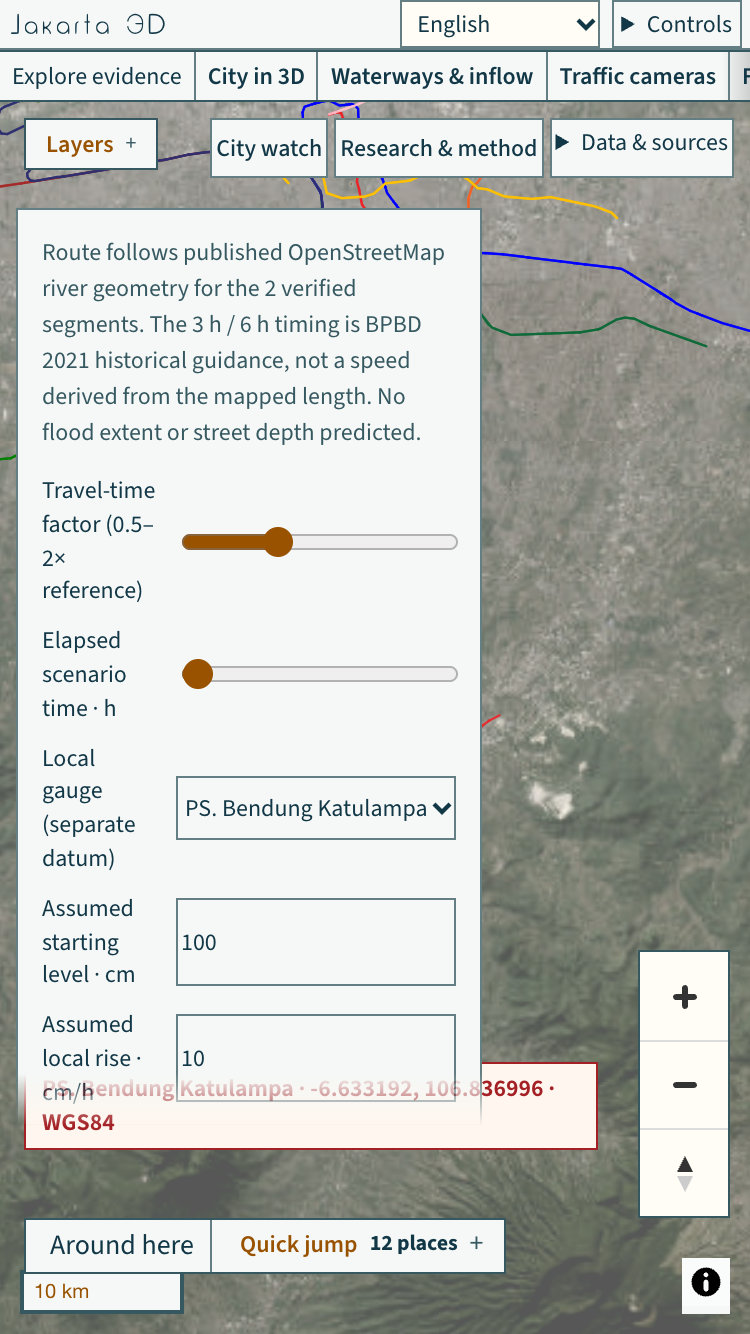 Jakarta 3D
English
Controls
Explore evidence
City in 3D
Waterways & inflow
Traffic cameras
Layers +
City watch
Research & method
Data & sources
Route follows published OpenStreetMap
river geometry for the 2 verified
segments. The 3 h / 6 h timing is BPBD
2021 historical guidance, not a speed
derived from the mapped length. No
flood extent or street depth predicted.
Travel-time
factor (0.5–
2×
reference)
Elapsed
scenario
time · h
Local
gauge
(separate
datum)
PS. Bendung Katulampa
Assumed
starting
level · cm
100
Assumed
local rise ·
cm/h
10
PS. Bendung Katulampa · -6.633192, 106.836996 ·
WGS84
Around here
Quick jump 12 places +
10 km